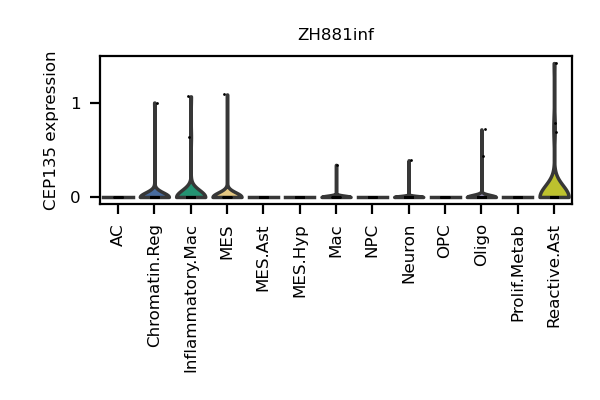 ZH881inf
CEP135 expression
1
0
AC
Chromatin.Reg
Inflammatory.Mac
MES
MES.Ast
MES.Hyp
Mac
NPC
Neuron
OPC
Oligo
Prolif.Metab
Reactive.Ast